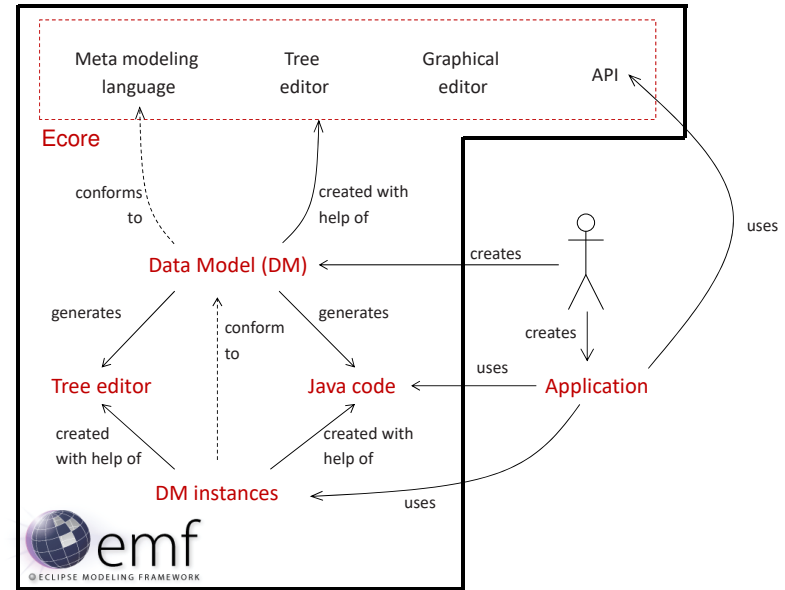 Meta modeling
language
Tree
editor
Graphical
editor
API
Ecore
conforms
to
created with
help of
uses
creates
Data Model (DM)
generates
conform
to
generates
creates
uses
Tree editor
Java code
Application
created
with help of
created with
help of
DM instances
uses
emf
ECLIPSE MODELING FRAMEWORK